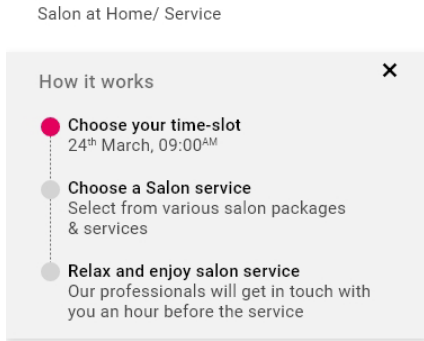 Salon at Home/ Service
How it works
Choose your time-slot
24th March, 09:00AM
Choose a Salon service
Select from various salon packages
& services
Relax and enjoy salon service
Our professionals will get in touch with
you an hour before the service